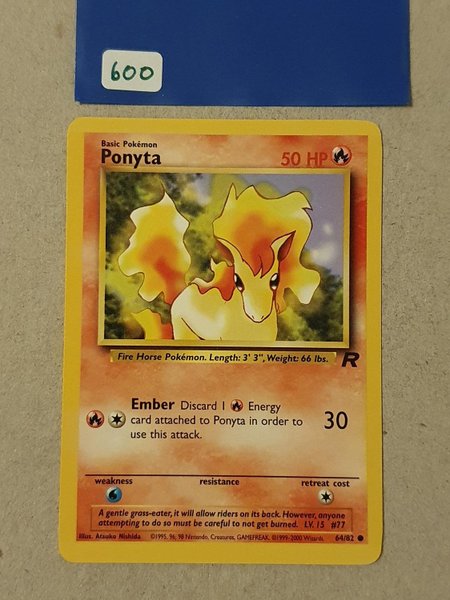 600
Basic Pokémon
Ponyta 50 HP
Fire Horse Pokémon. Length: 3' 3", Weight: 66 lbs.
R
Ember Discard 1 Energy
card attached to Ponyta in order to
use this attack.
30
weakness resistance retreat cost
A gentle grass-eater, it will allow riders on its back. However, anyone
attempting to do so must be careful to not get burned. LV. 15 #77
Illus. Atsuko Nishida ©1995, 96, 98 Nintendo, Creatures, GAMEFREAK. ©1999-2000 Wizards. 64/82